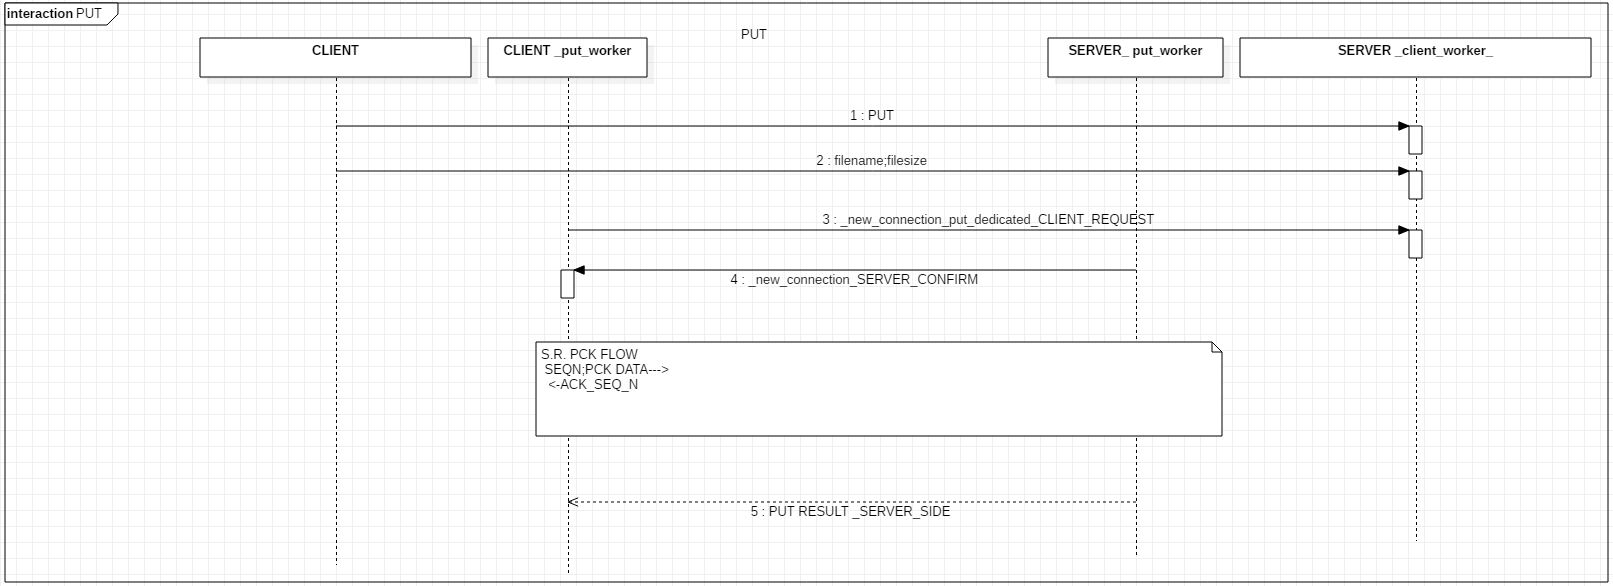 interaction PUT
PUT
CLIENT
CLIENT _put_worker
SERVER_ put_worker
SERVER _client_worker_
1 : PUT
2 : filename;filesize
3 : _new_connection_put_dedicated_CLIENT_REQUEST
4 : _new_connection_SERVER_CONFIRM
S.R. PCK FLOW
SEQN;PCK DATA--->
<-ACK_SEQ_N
5 : PUT RESULT _SERVER_SIDE